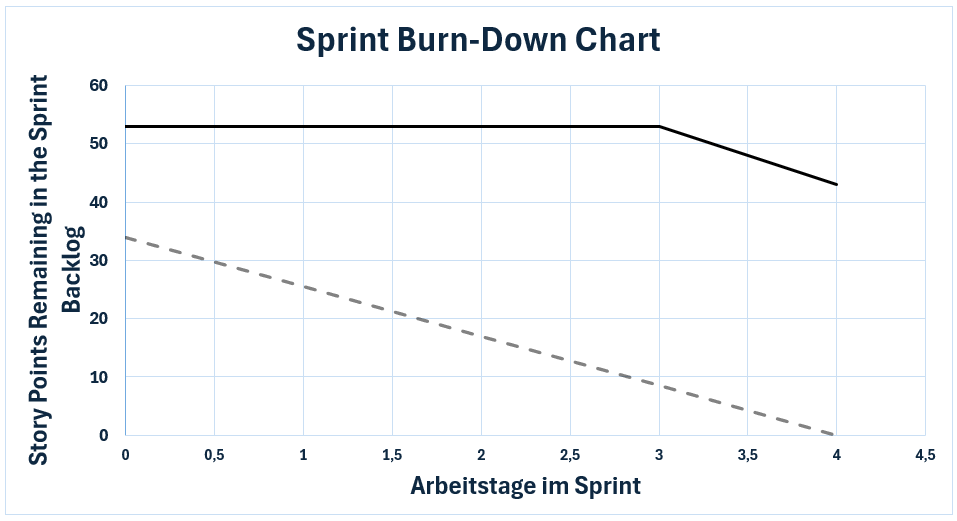 Sprint Burn-Down Chart
Story Points Remaining in the Sprint
Backlog
60
50
40
30
20
10
0
0 0,5 1 1,5 2 2,5 3 3,5 4 4,5
Arbeitstage im Sprint